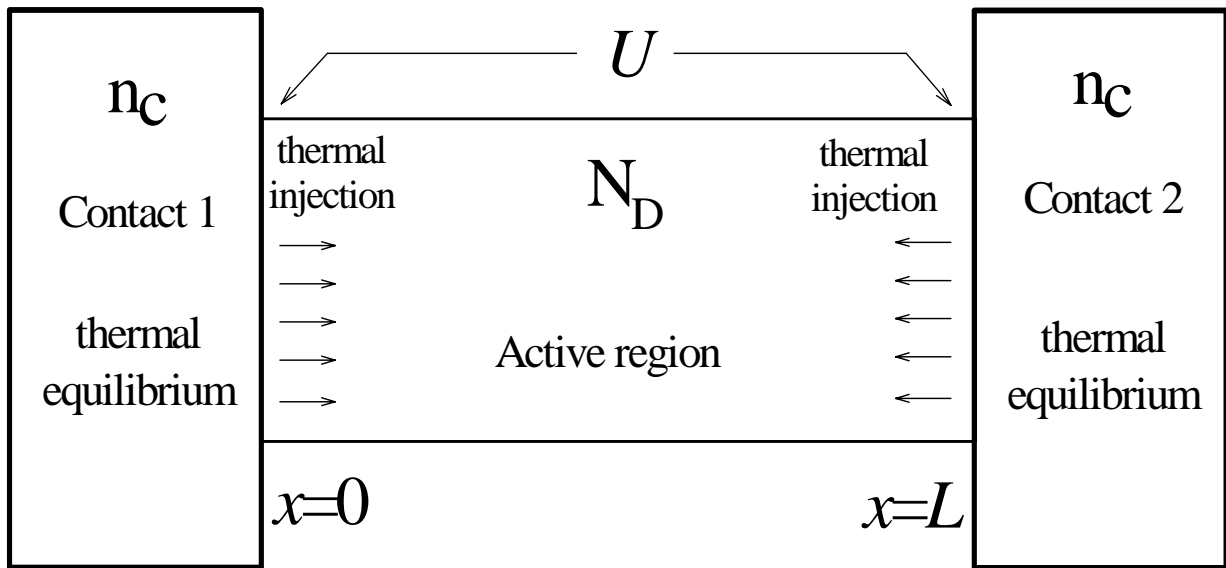 n_C
Contact 1
thermal
equilibrium
U
thermal
injection
N_D
thermal
injection
Active region
x=0
x=L
n_C
Contact 2
thermal
equilibrium